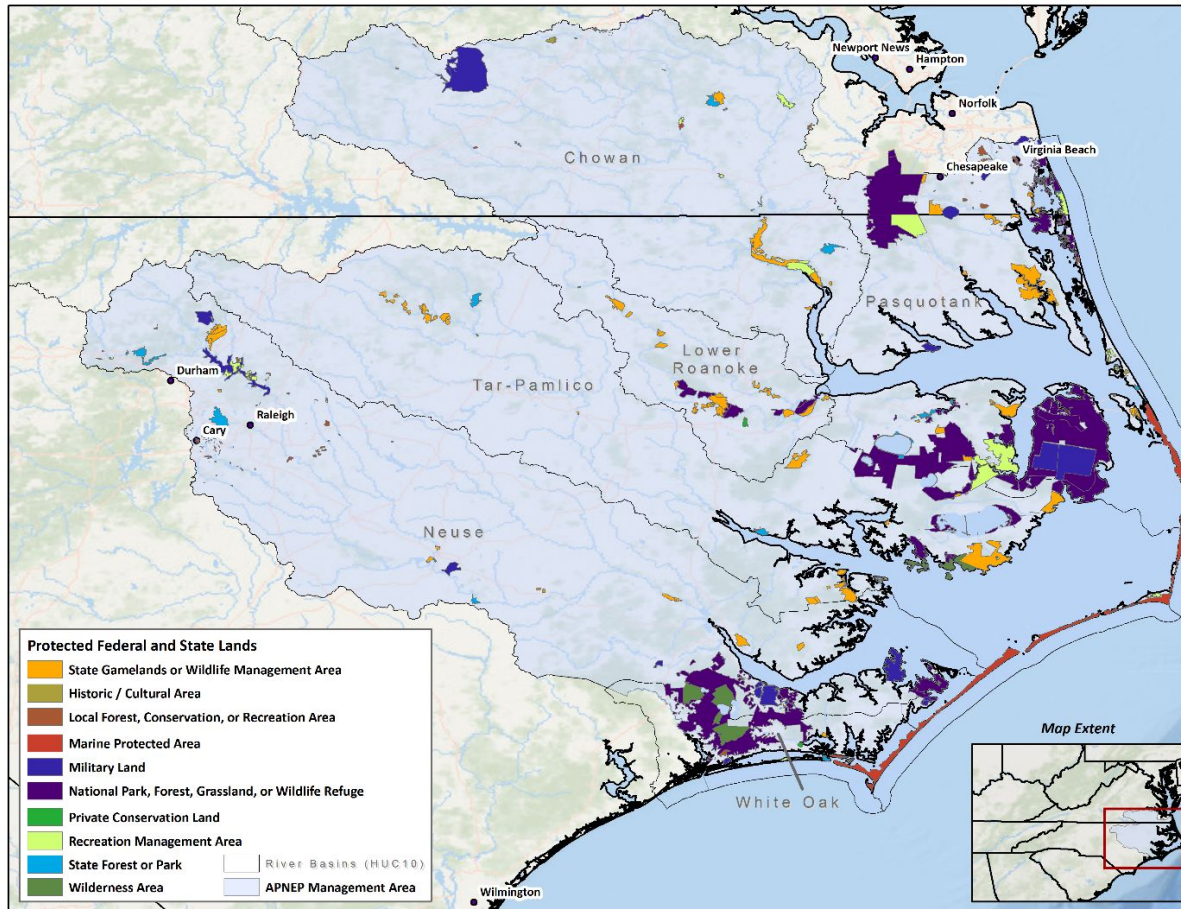 Newport News
Hampton
Norfolk
Virginia Beach
Chesapeake
Chowan
Pasquotank
Lower
Roanoke
Tar-Pamlico
Durham
Raleigh
Cary
Neuse
White Oak
Wilmington
Protected Federal and State Lands
State Gamelands or Wildlife Management Area
Historic / Cultural Area
Local Forest, Conservation, or Recreation Area
Marine Protected Area
Military Land
National Park, Forest, Grassland, or Wildlife Refuge
Private Conservation Land
Recreation Management Area
State Forest or Park
River Basins (HUC10)
Wilderness Area
APNEP Management Area
Map Extent